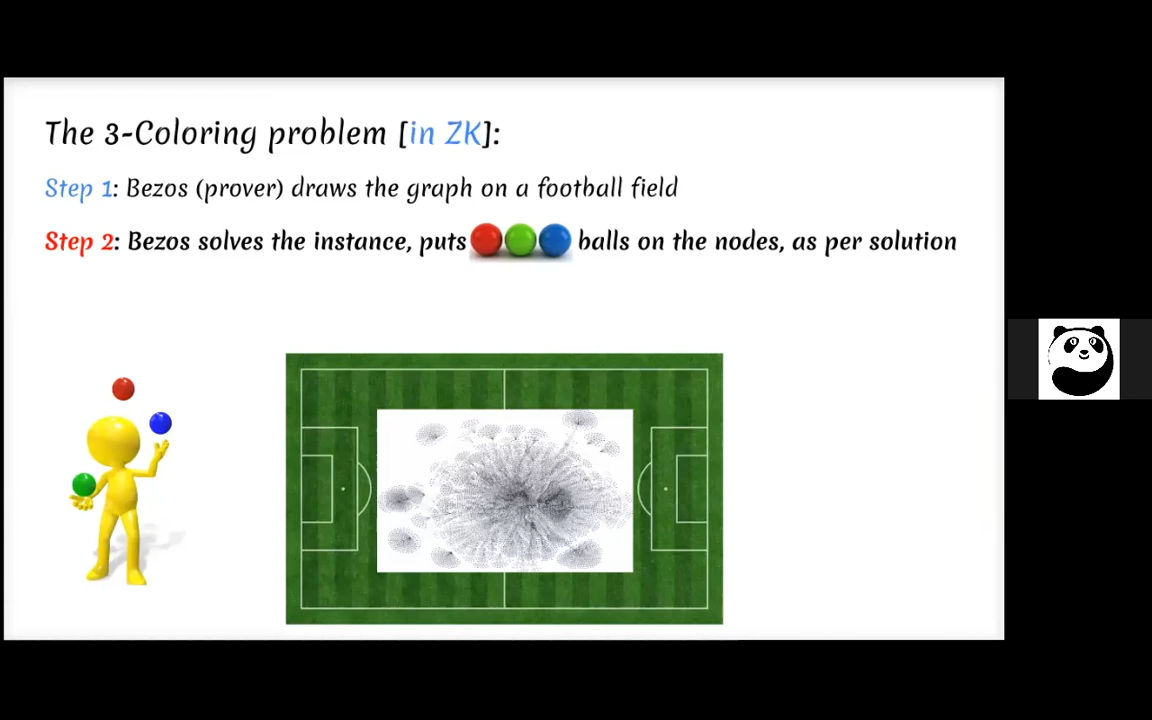 The 3-Coloring problem [in ZK]:
Step 1: Bezos (prover) draws the graph on a football field
Step 2: Bezos solves the instance, puts balls on the nodes, as per solution